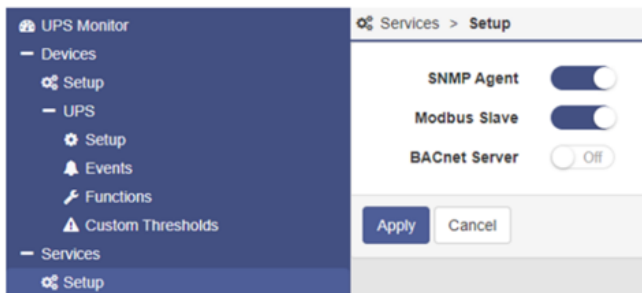 UPS Monitor
Devices
Setup
UPS
Setup
Events
Functions
Custom Thresholds
Services
Setup
Services > Setup
SNMP Agent
Modbus Slave
BACnet Server Off
Apply Cancel